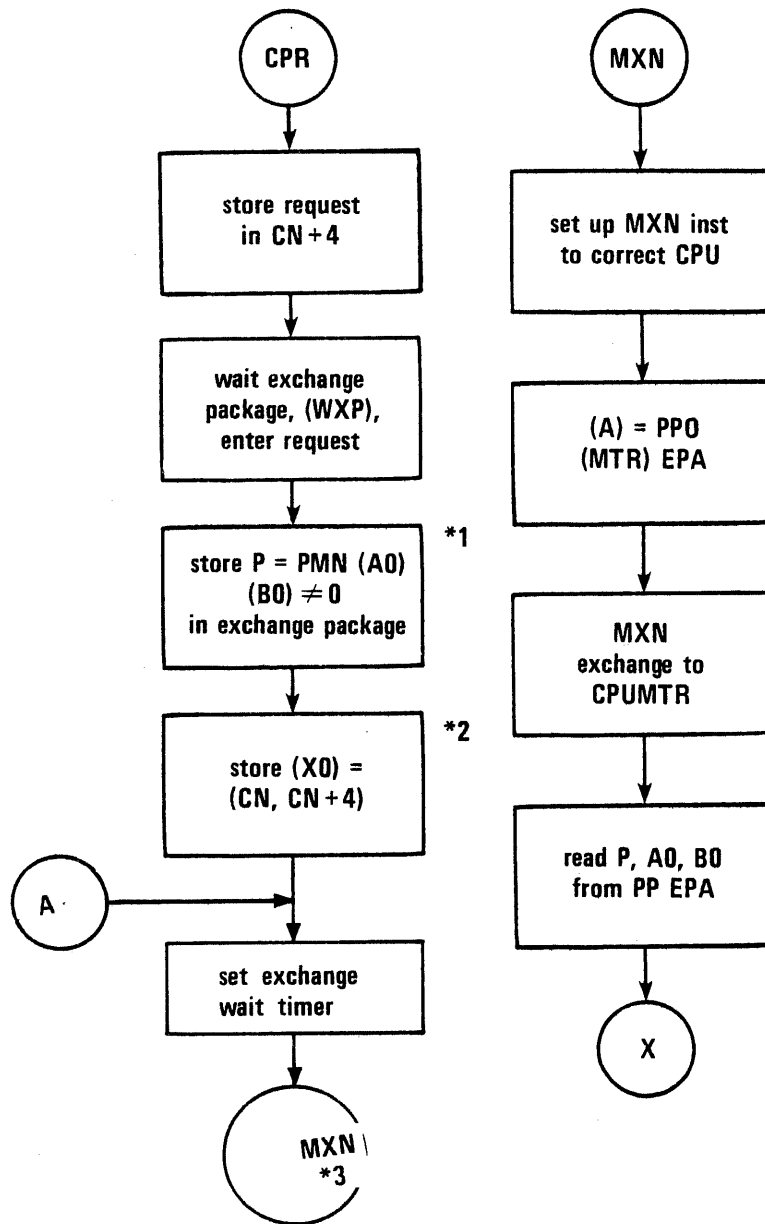 CPR
store request
in CN+4
wait exchange
package, (WXP),
enter request
*1
store P = PMN (A0)
(B0) ≠ 0
in exchange package
*2
store (X0) =
(CN, CN+4)
A
set exchange
wait timer
MXN
*3
MXN
set up MXN inst
to correct CPU
(A) = PP0
(MTR) EPA
MXN
exchange to
CPUMTR
read P, A0, B0
from PP EPA
X